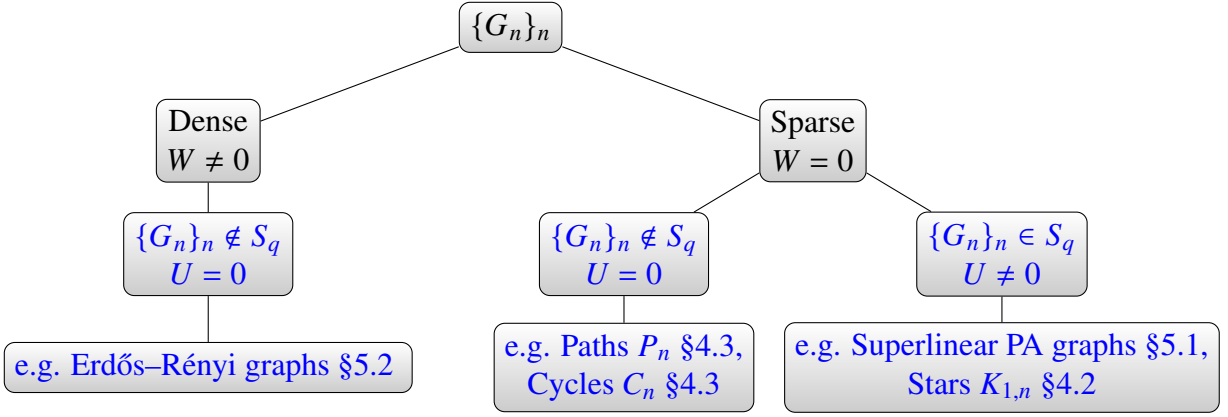 {G_n}_n
Dense
W ≠ 0
Sparse
W = 0
{G_n}_n ∉ S_q
U = 0
{G_n}_n ∉ S_q
U = 0
{G_n}_n ∈ S_q
U ≠ 0
e.g. Erdős–Rényi graphs §5.2
e.g. Paths P_n §4.3,
Cycles C_n §4.3
e.g. Superlinear PA graphs §5.1,
Stars K_{1,n} §4.2